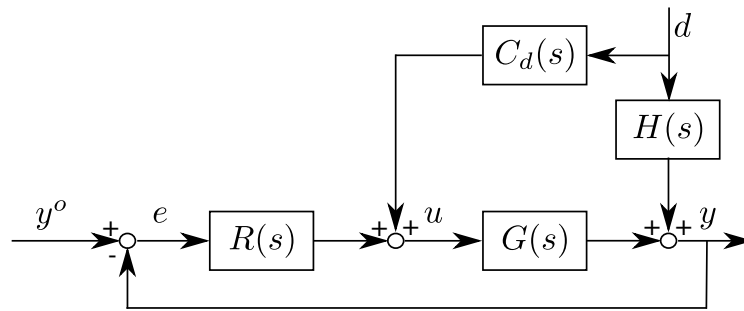 d
C_d(s)
H(s)
y^o
+
-
e
R(s)
+ +
u
G(s)
+ +
y